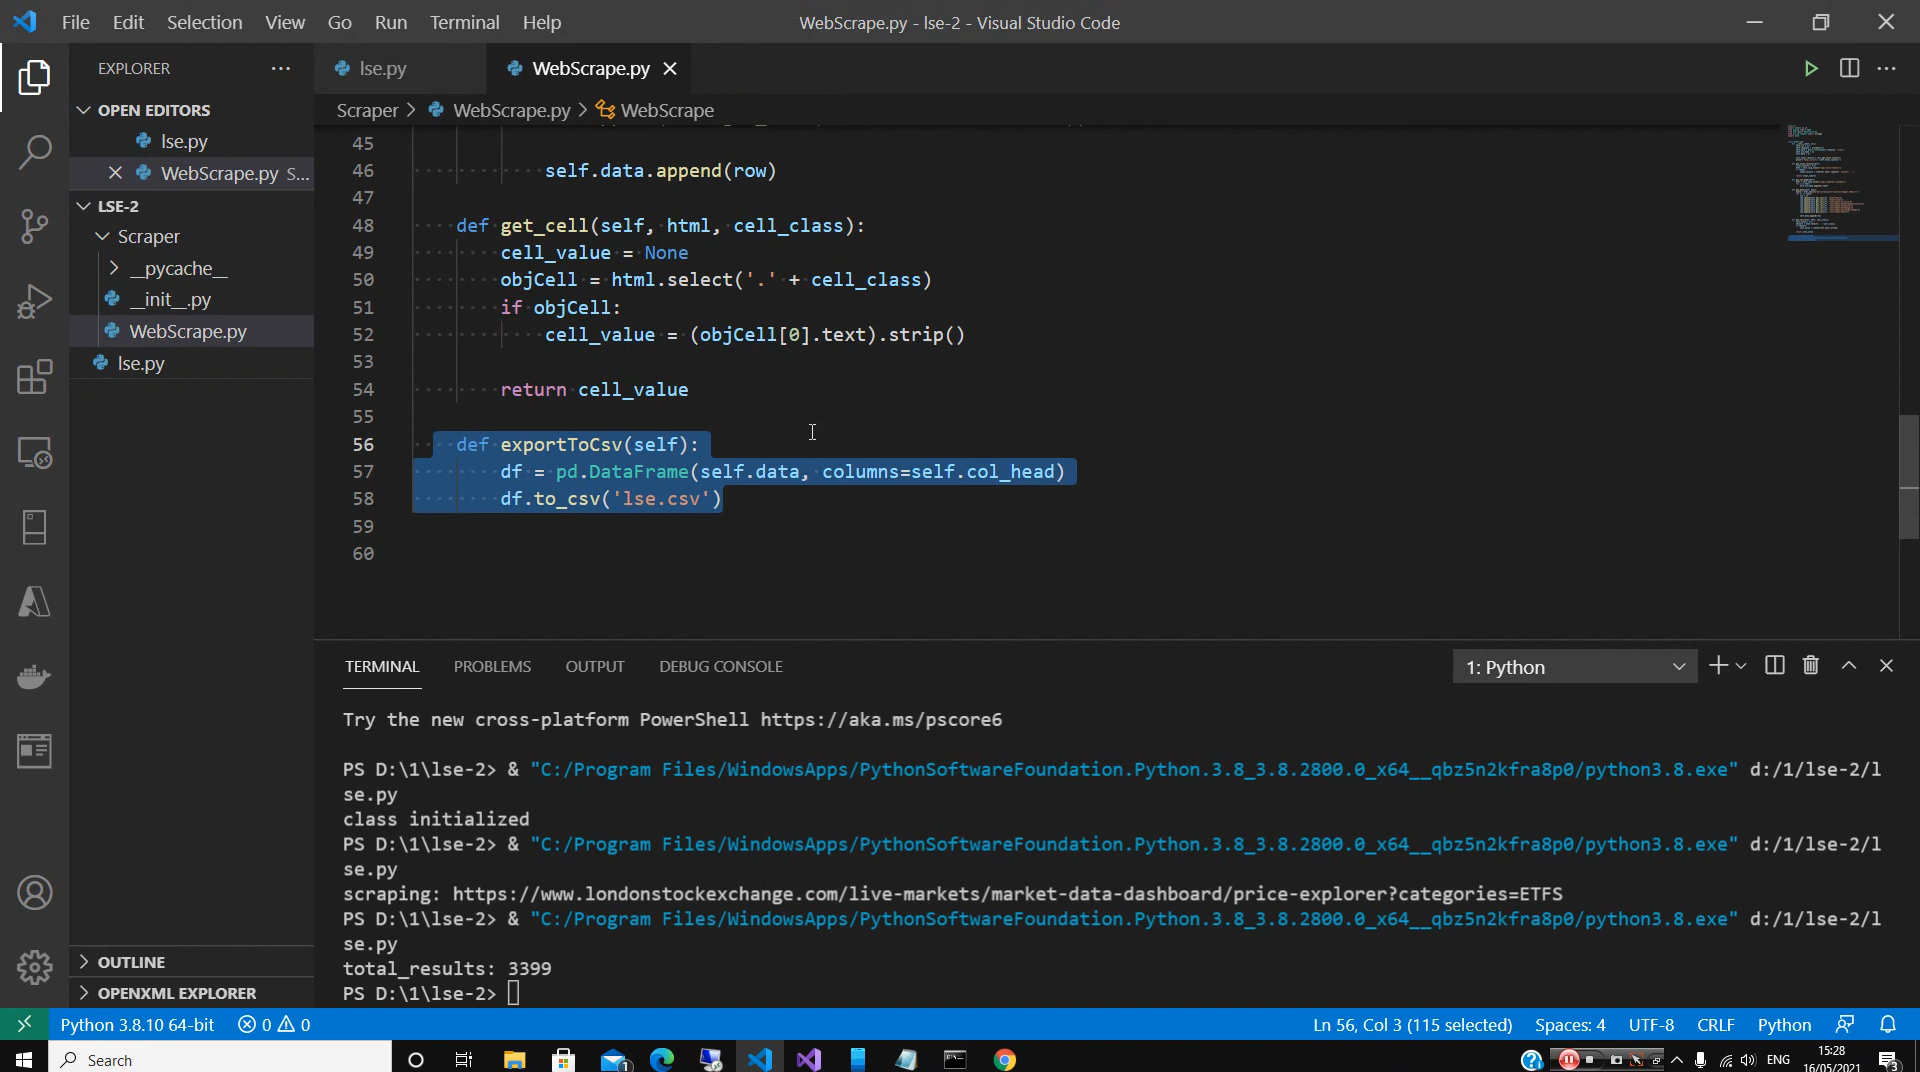 File Edit Selection View Go Run Terminal Help
WebScrape.py - lse-2 - Visual Studio Code
EXPLORER
OPEN EDITORS
lse.py
WebScrape.py S...
LSE-2
Scraper
__pycache__
__init__.py
WebScrape.py
lse.py
OUTLINE
OPENXML EXPLORER
lse.py
WebScrape.py
Scraper > WebScrape.py > WebScrape
45
46 self.data.append(row)
47
48 def get_cell(self, html, cell_class):
49 cell_value = None
50 objCell = html.select('.' + cell_class)
51 if objCell:
52 cell_value = (objCell[0].text).strip()
53
54 return cell_value
55
56 def exportToCsv(self):
57 df = pd.DataFrame(self.data, columns=self.col_head)
58 df.to_csv('lse.csv')
59
60
TERMINAL PROBLEMS OUTPUT DEBUG CONSOLE
1: Python
Try the new cross-platform PowerShell https://aka.ms/pscore6
PS D:\1\lse-2> & "C:/Program Files/WindowsApps/PythonSoftwareFoundation.Python.3.8_3.8.2800.0_x64__qbz5n2kfra8p0/python3.8.exe" d:/1/lse-2/l
se.py
class initialized
PS D:\1\lse-2> & "C:/Program Files/WindowsApps/PythonSoftwareFoundation.Python.3.8_3.8.2800.0_x64__qbz5n2kfra8p0/python3.8.exe" d:/1/lse-2/l
se.py
scraping: https://www.londonstockexchange.com/live-markets/market-data-dashboard/price-explorer?categories=ETFS
PS D:\1\lse-2> & "C:/Program Files/WindowsApps/PythonSoftwareFoundation.Python.3.8_3.8.2800.0_x64__qbz5n2kfra8p0/python3.8.exe" d:/1/lse-2/l
se.py
total_results: 3399
PS D:\1\lse-2>
Python 3.8.10 64-bit 0 0
Ln 56, Col 3 (115 selected) Spaces: 4 UTF-8 CRLF Python
Search
1
ENG
15:28
16/05/2021
3